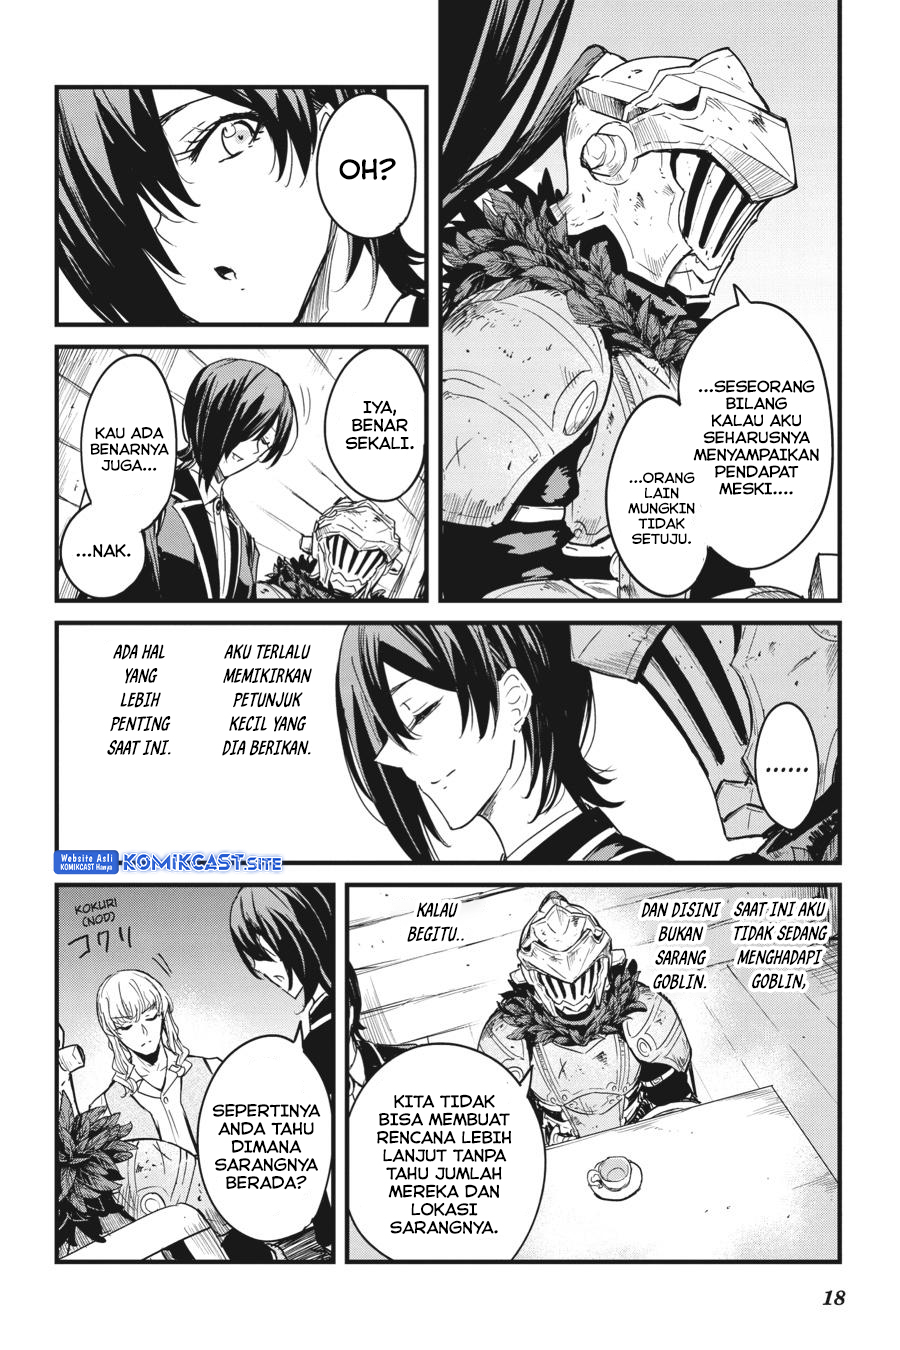 ...SESEORANG
BILANG
KALAU AKU
SEHARUSNYA
MENYAMPAIKAN
PENDAPAT
MESKI....
...ORANG
LAIN
MUNGKIN
TIDAK
SETUJU.
OH?
IYA,
BENAR
SEKALI.
KAU ADA
BENARNYA
JUGA...
...NAK.
......
AKU TERLALU
MEMIKIRKAN
PETUNJUK
KECIL YANG
DIA BERIKAN.
ADA HAL
YANG
LEBIH
PENTING
SAAT INI.
Website Asli
KOMIKCAST Hanya
KOMIKCAST.SITE
SAAT INI AKU
TIDAK SEDANG
MENGHADAPI
GOBLIN,
DAN DISINI
BUKAN
SARANG
GOBLIN.
KALAU
BEGITU..
KITA TIDAK
BISA MEMBUAT
RENCANA LEBIH
LANJUT TANPA
TAHU JUMLAH
MEREKA DAN
LOKASI
SARANGNYA.
KOKURI
(NOD)
コクリ
SEPERTINYA
ANDA TAHU
DIMANA
SARANGNYA
BERADA?
18